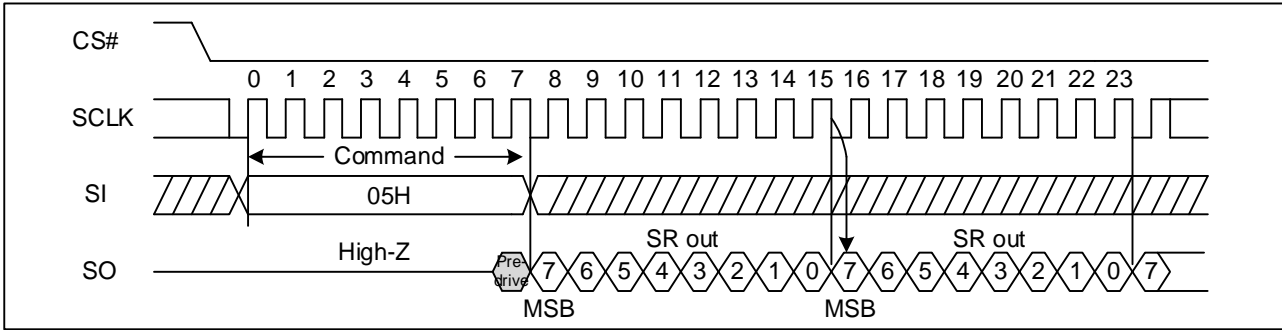 CS#
0 1 2 3 4 5 6 7 8 9 10 11 12 13 14 15 16 17 18 19 20 21 22 23
SCLK
Command
SI
05H
High-Z
SR out
SR out
SO
Pre-
drive
7 6 5 4 3 2 1 0 7 6 5 4 3 2 1 0 7
MSB
MSB